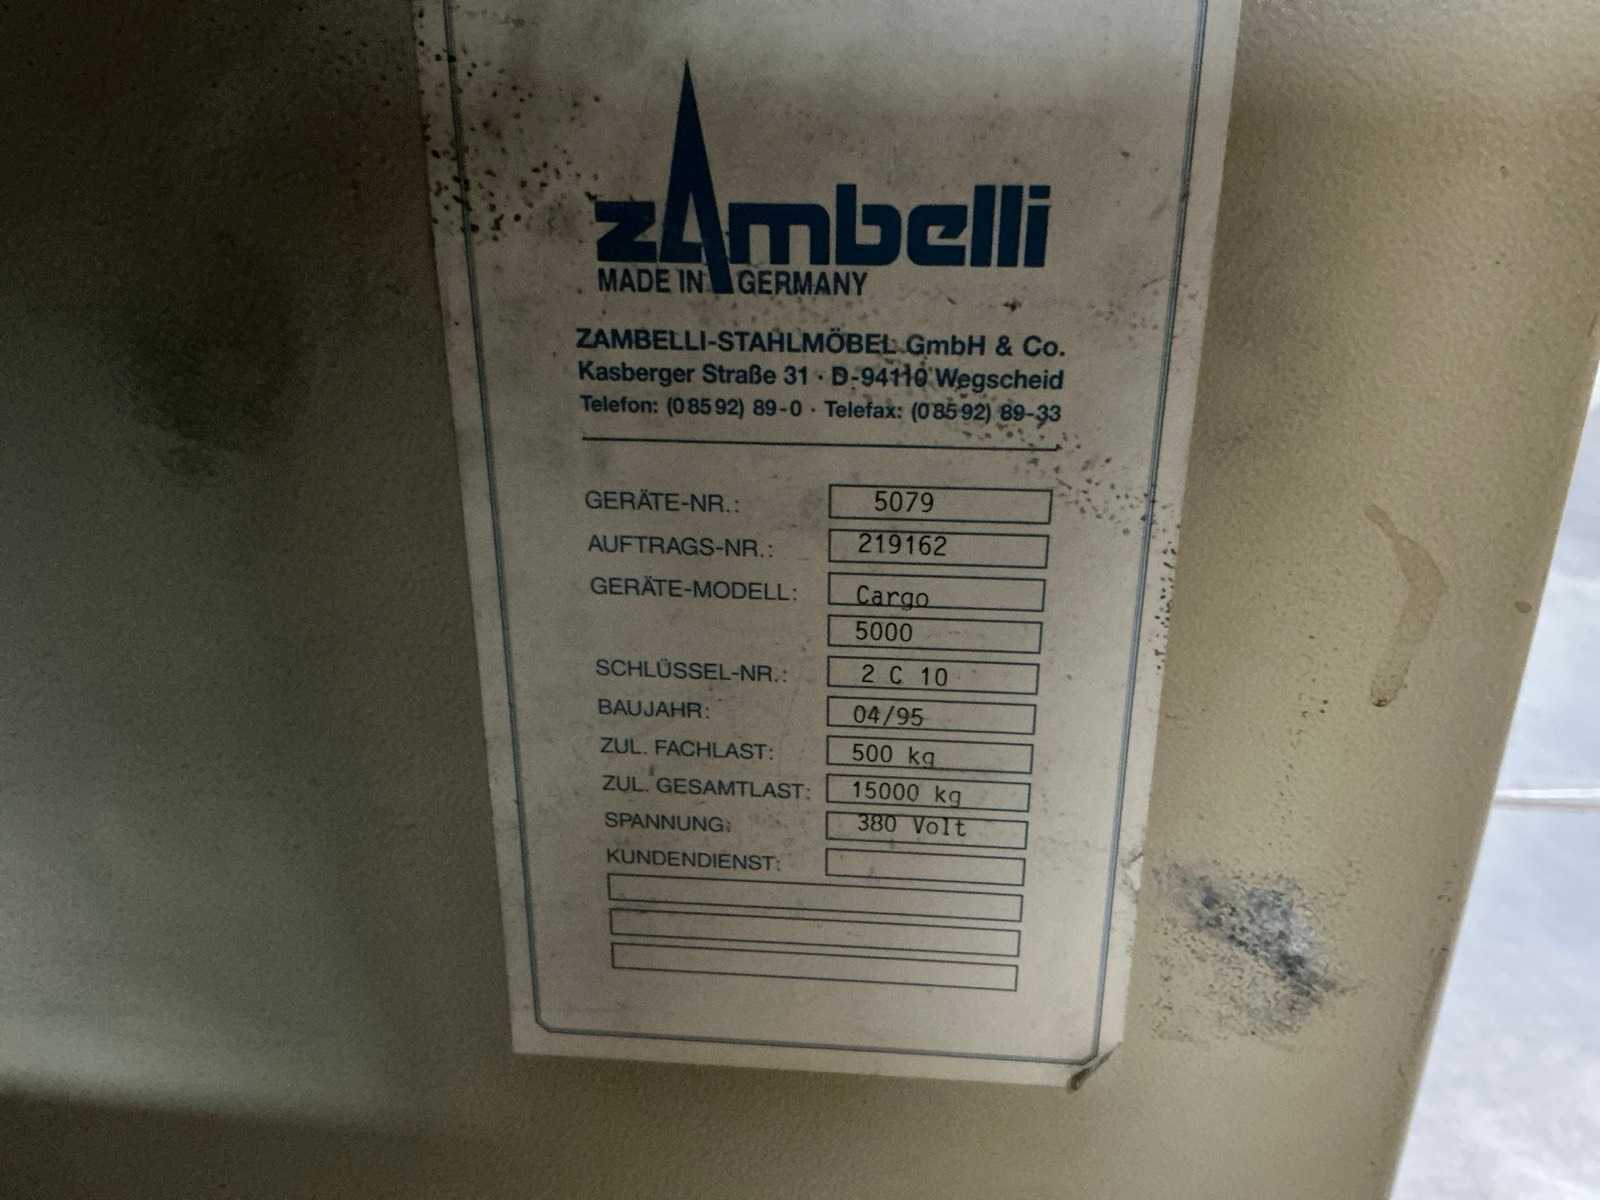 zAmbelli
MADE IN GERMANY
ZAMBELLI-STAHLMÖBEL GmbH & Co.
Kasberger Straße 31 · D-94110 Wegscheid
Telefon: (08592) 89-0 · Telefax: (08592) 89-33
GERÄTE-NR.: 5079
AUFTRAGS-NR.: 219162
GERÄTE-MODELL: Cargo
5000
SCHLÜSSEL-NR.: 2 C 10
BAUJAHR: 04/95
ZUL. FACHLAST: 500 kg
ZUL. GESAMTLAST: 15000 kg
SPANNUNG: 380 Volt
KUNDENDIENST: